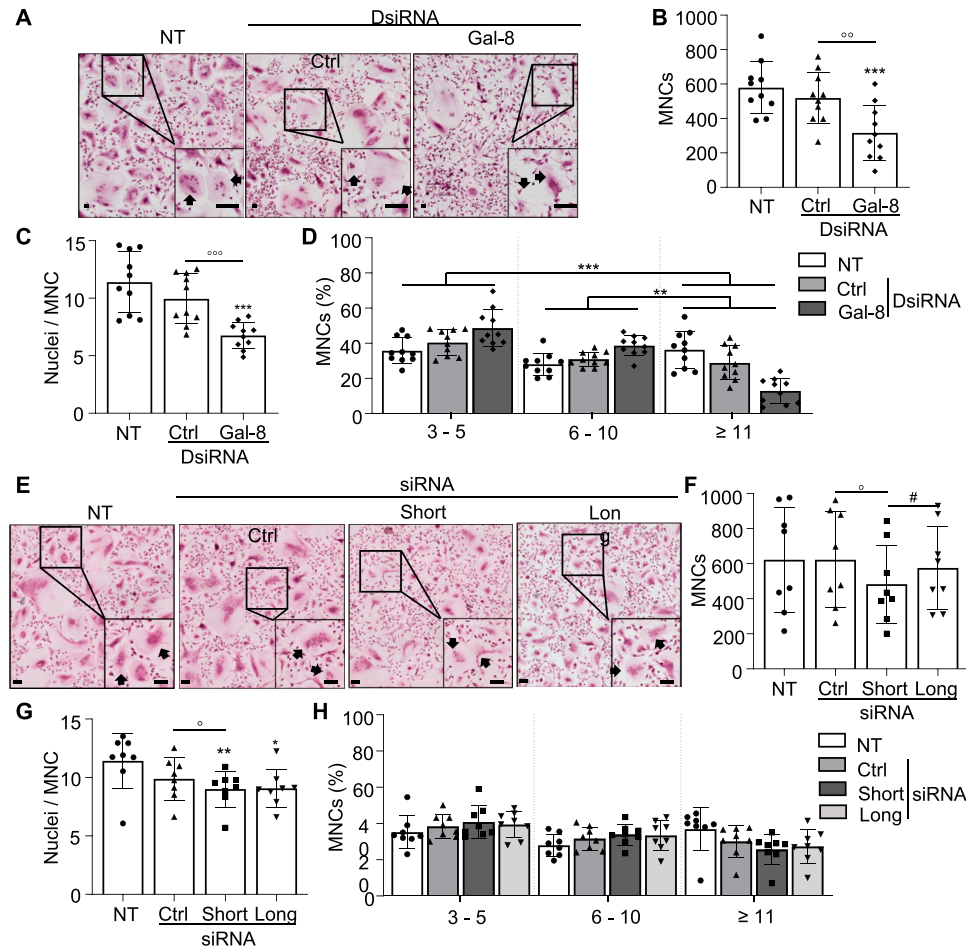 A
DsiRNA
NT
Ctrl
Gal-8
B
MNCs
1000
800
600
400
200
0
°°
***
NT
Ctrl
Gal-8
DsiRNA
C
Nuclei / MNC
15
10
5
0
°°°
***
NT
Ctrl
Gal-8
DsiRNA
D
MNCs (%)
100
80
60
40
20
0
***
**
3 - 5
6 - 10
≥ 11
NT
Ctrl
Gal-8
DsiRNA
E
siRNA
NT
Ctrl
Short
Lon
g
F
MNCs
1000
800
600
400
200
0
°
#
NT
Ctrl
Short
Long
siRNA
G
Nuclei / MNC
15
10
5
0
°
**
*
NT
Ctrl
Short
Long
siRNA
H
MNCs (%)
100
8
6
4
2
0
3 - 5
6 - 10
≥ 11
NT
Ctrl
Short
Long
siRNA